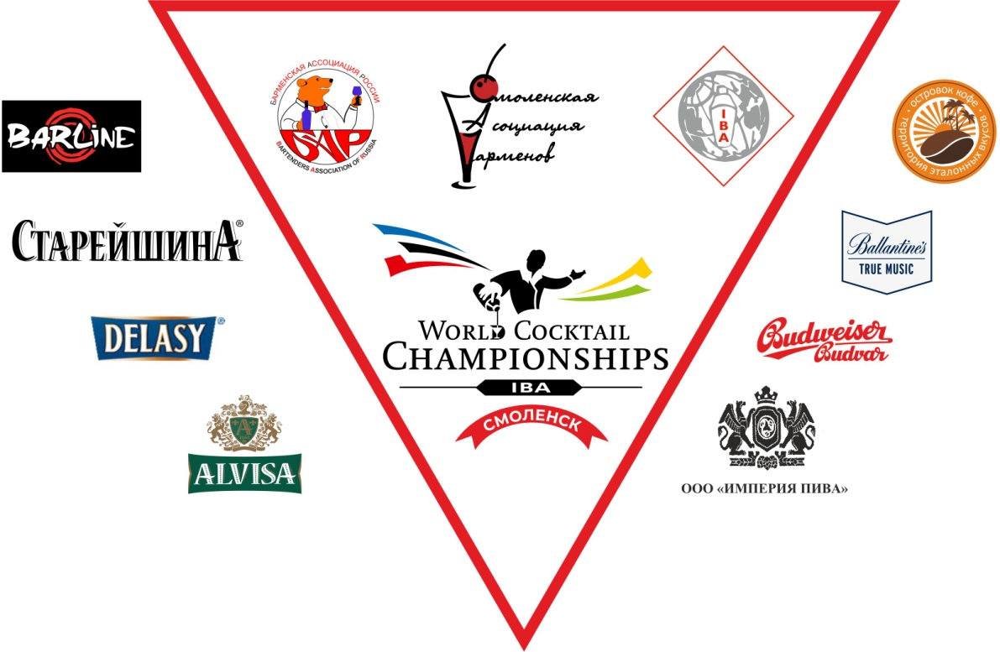 BARLINE
СТАРЕЙШИНА®
DELASY®
ALVISA
A
БАРМЕНСКАЯ АССОЦИАЦИЯ РОССИИ
БАР
BARTENDERS ASSOCIATION OF RUSSIA
Смоленская
Асоциация
Барменов
IBA
WORLD COCKTAIL
CHAMPIONSHIPS
IBA
СМОЛЕНСК
ОСТРОВОК КОФЕ
ТЕРРИТОРИЯ ЭТАЛОННЫХ ВКУСОВ
Ballantine's
TRUE MUSIC
Budweiser
Budvar
ООО «ИМПЕРИЯ ПИВА»